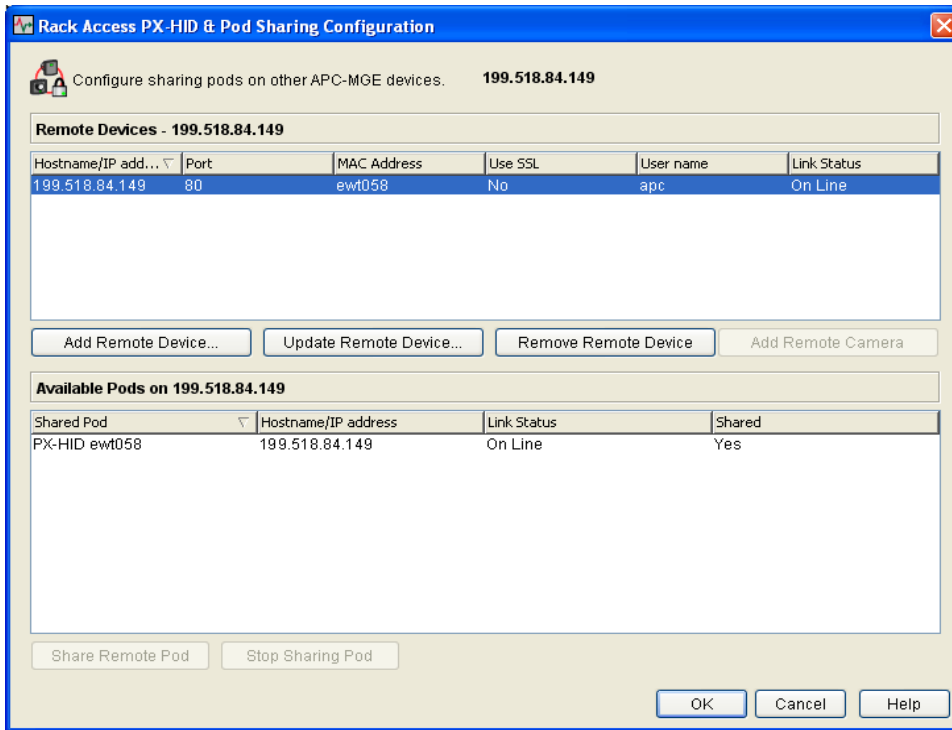 Rack Access PX-HID & Pod Sharing Configuration
Configure sharing pods on other APC-MGE devices. 199.518.84.149
Remote Devices - 199.518.84.149
Hostname/IP add... Port MAC Address Use SSL User name Link Status
199.518.84.149 80 ewt058 No apc On Line
Add Remote Device... Update Remote Device... Remove Remote Device Add Remote Camera
Available Pods on 199.518.84.149
Shared Pod Hostname/IP address Link Status Shared
PX-HID ewt058 199.518.84.149 On Line Yes
Share Remote Pod Stop Sharing Pod
OK Cancel Help